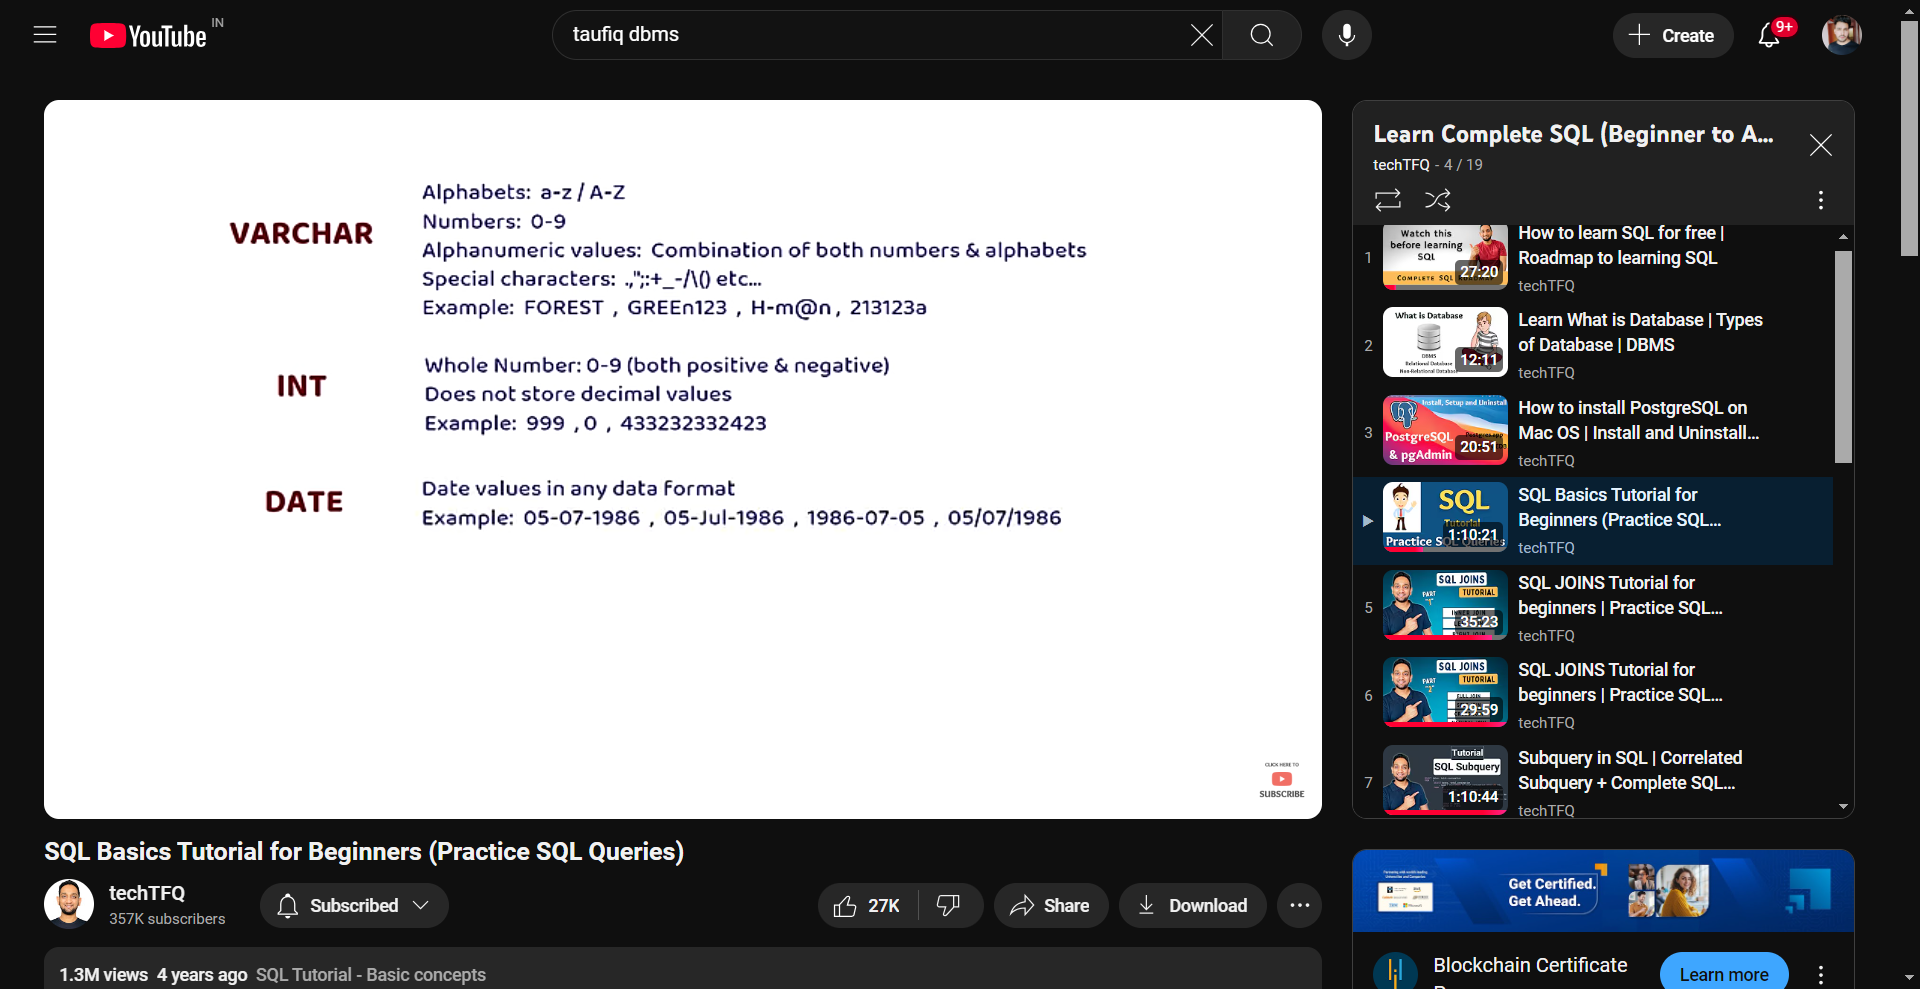 YouTube IN
taufiq dbms
Create
9+
VARCHAR
Alphabets: a-z / A-Z
Numbers: 0-9
Alphanumeric values: Combination of both numbers & alphabets
Special characters: .,";:+_-/\() etc...
Example: FOREST , GREEn123 , H-m@n , 213123a
INT
Whole Number: 0-9 (both positive & negative)
Does not store decimal values
Example: 999 , 0 , 433232332423
DATE
Date values in any data format
Example: 05-07-1986 , 05-Jul-1986 , 1986-07-05 , 05/07/1986
CLICK HERE TO
SUBSCRIBE
SQL Basics Tutorial for Beginners (Practice SQL Queries)
techTFQ
357K subscribers
Subscribed
27K
Share
Download
1.3M views 4 years ago SQL Tutorial - Basic concepts
Learn Complete SQL (Beginner to A...
techTFQ - 4 / 19
1
Watch this
before learning
SQL
COMPLETE SQL
27:20
How to learn SQL for free |
Roadmap to learning SQL
techTFQ
2
What is Database
DBMS
Relational Database
Non-Relational Database
12:11
Learn What is Database | Types
of Database | DBMS
techTFQ
3
Install, Setup and Uninstall
PostgreSQL
& pgAdmin
20:51
How to install PostgreSQL on
Mac OS | Install and Uninstall...
techTFQ
SQL
Tutorial
Practice SQL Queries
1:10:21
SQL Basics Tutorial for
Beginners (Practice SQL...
techTFQ
5
SQL JOINS
PART
TUTORIAL
35:23
SQL JOINS Tutorial for
beginners | Practice SQL...
techTFQ
6
SQL JOINS
PART
TUTORIAL
FULL JOIN
29:59
SQL JOINS Tutorial for
beginners | Practice SQL...
techTFQ
7
Tutorial
SQL Subquery
1:10:44
Subquery in SQL | Correlated
Subquery + Complete SQL...
techTFQ
Get Certified.
Get Ahead.
Blockchain Certificate
Learn more